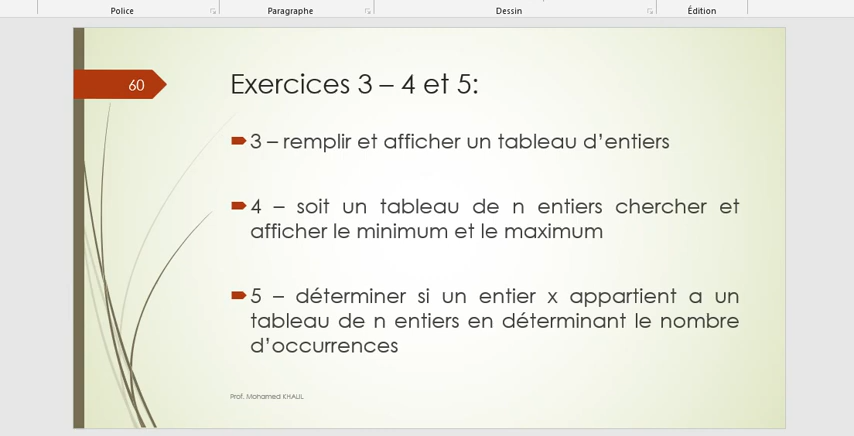 Police Paragraphe Dessin Édition
60
Exercices 3 – 4 et 5:
3 – remplir et afficher un tableau d’entiers
4 – soit un tableau de n entiers chercher et
afficher le minimum et le maximum
5 – déterminer si un entier x appartient a un
tableau de n entiers en déterminant le nombre
d’occurrences
Prof. Mohamed KHALIL